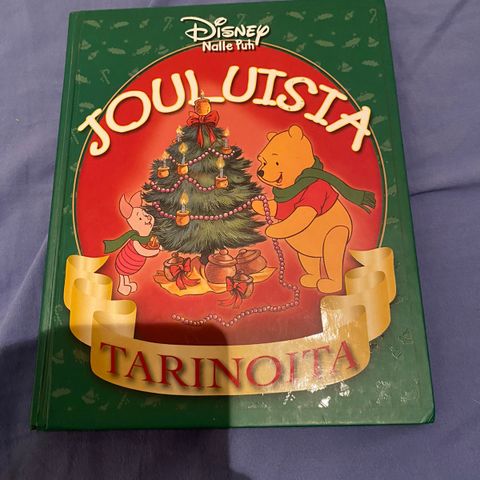 Disney
Nalle Puh
JOULUISIA
TARINOITA